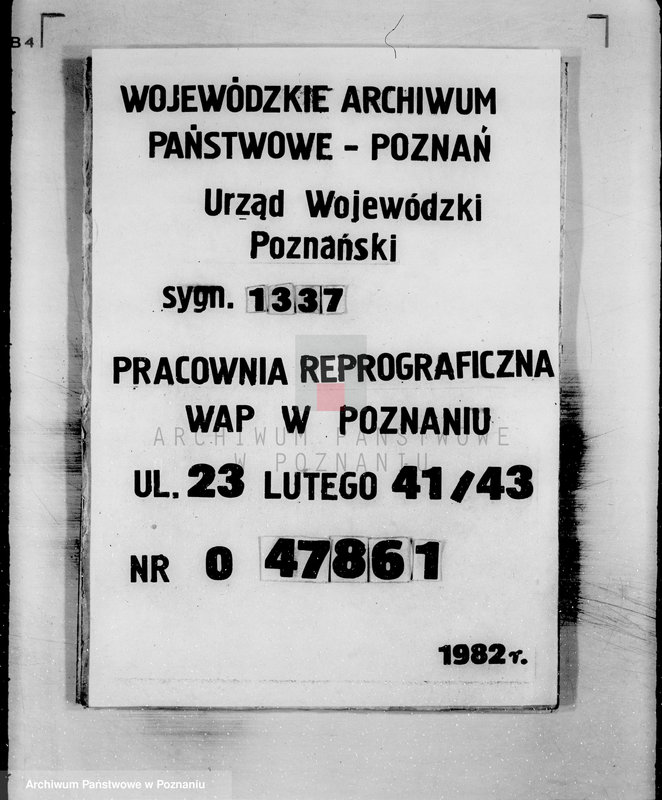 84
WOJEWÓDZKIE ARCHIWUM
PAŃSTWOWE - POZNAŃ
Urząd Wojewódzki
Poznański
sygn. 1337
PRACOWNIA REPROGRAFICZNA
WAP W POZNANIU
ARCHIWUM PAŃSTWOWE
W POZNANIU
UL. 23 LUTEGO 41/43
NR 0 47861
1982 r.
Archiwum Państwowe w Poznaniu